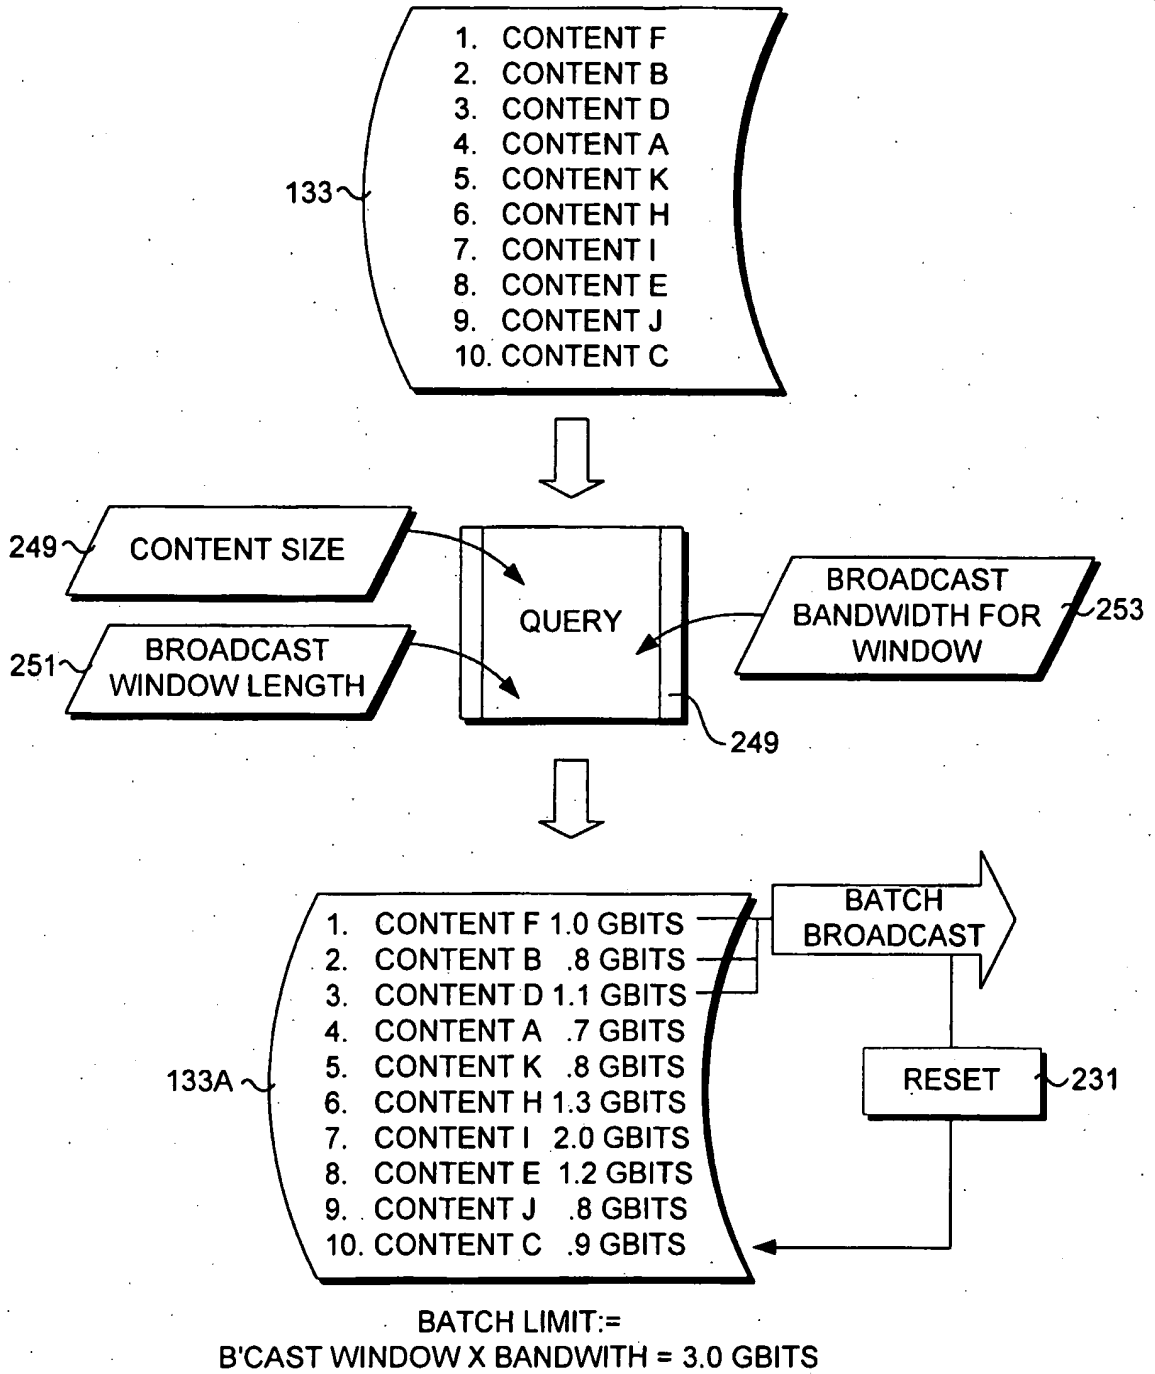 1. CONTENT F
2. CONTENT B
3. CONTENT D
4. CONTENT A
5. CONTENT K
6. CONTENT H
7. CONTENT I
8. CONTENT E
9. CONTENT J
10. CONTENT C
133
249
CONTENT SIZE
251
BROADCAST
WINDOW LENGTH
QUERY
249
BROADCAST
BANDWIDTH FOR
WINDOW
253
1. CONTENT F 1.0 GBITS
2. CONTENT B .8 GBITS
3. CONTENT D 1.1 GBITS
4. CONTENT A .7 GBITS
5. CONTENT K .8 GBITS
6. CONTENT H 1.3 GBITS
7. CONTENT I 2.0 GBITS
8. CONTENT E 1.2 GBITS
9. CONTENT J .8 GBITS
10. CONTENT C .9 GBITS
133A
BATCH
BROADCAST
RESET
231
BATCH LIMIT:=
B'CAST WINDOW X BANDWITH = 3.0 GBITS